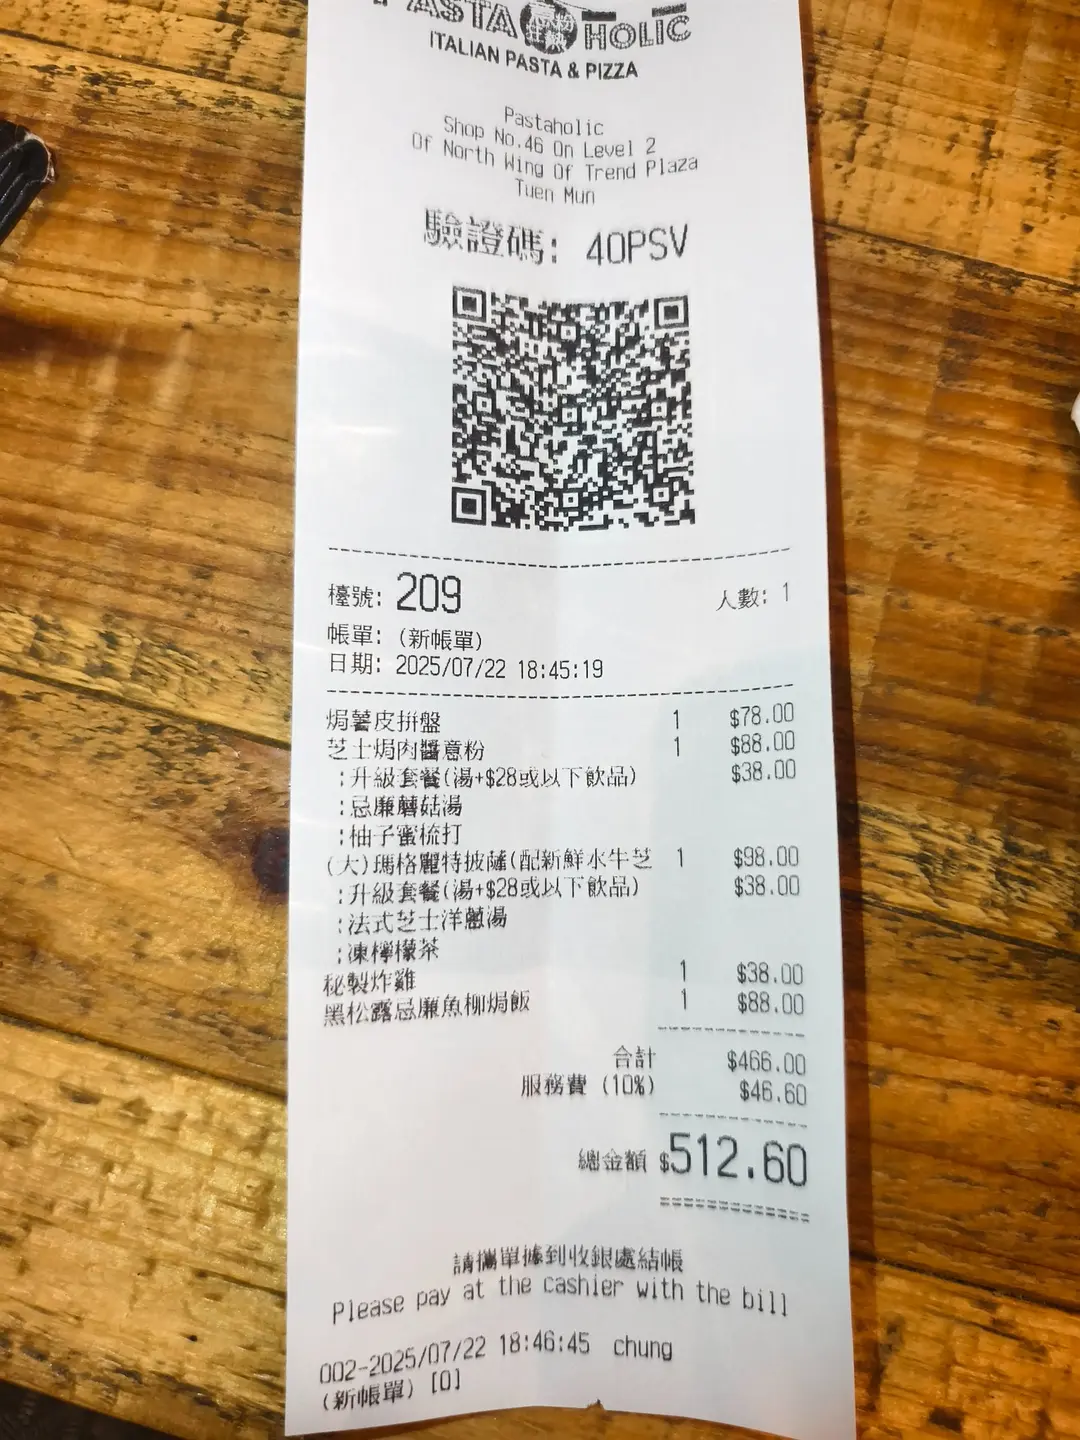 PASTA HOLIC
ITALIAN PASTA & PIZZA
Pastaholic
Shop No.46 On Level 2
Of North Wing Of Trend Plaza
Tuen Mun
驗證碼: 40PSV
檯號: 209 人數: 1
帳單: (新帳單)
日期: 2025/07/22 18:45:19
焗薯皮拼盤 1 $78.00
芝士焗肉醬意粉 1 $88.00
:升級套餐(湯+$28或以下飲品) $38.00
:忌廉蘑菇湯
:柚子蜜梳打
(大)瑪格麗特披薩(配新鮮水牛芝 1 $98.00
:升級套餐(湯+$28或以下飲品) $38.00
:法式芝士洋蔥湯
:凍檸檬茶
秘製炸雞 1 $38.00
黑松露忌廉魚柳焗飯 1 $88.00
合計 $466.00
服務費 (10%) $46.60
總金額 $512.60
請攜單據到收銀處結帳
Please pay at the cashier with the bill
002-2025/07/22 18:46:45 chung
(新帳單) [0]